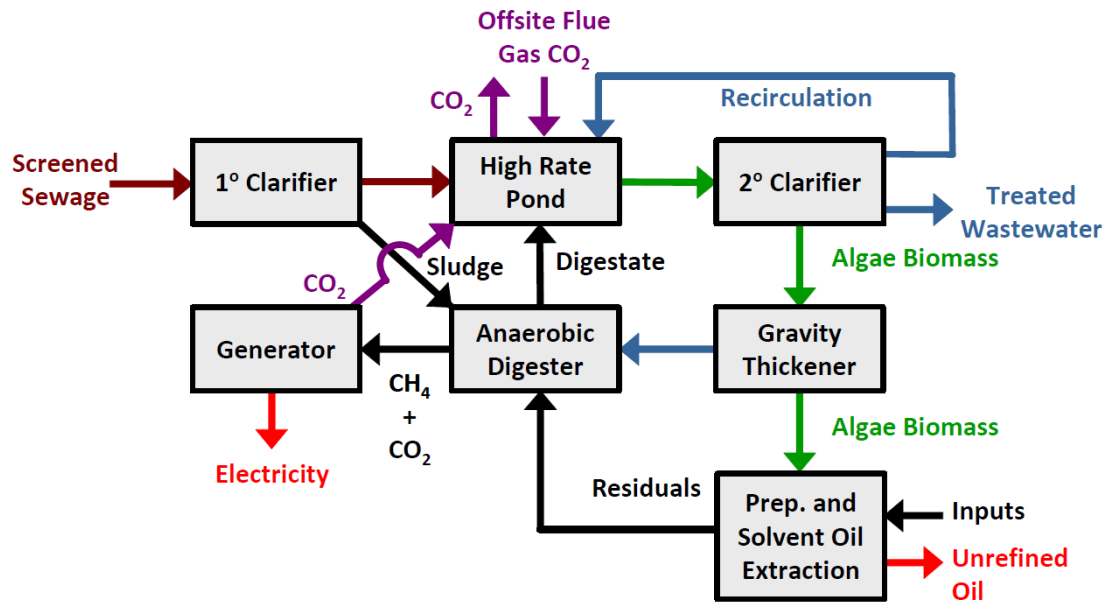 Offsite Flue
Gas CO₂
CO₂
Recirculation
Screened
Sewage
1° Clarifier
High Rate
Pond
2° Clarifier
Treated
Wastewater
CO₂
Sludge
Digestate
Algae Biomass
Generator
Anaerobic
Digester
Gravity
Thickener
CH₄
+
CO₂
Algae Biomass
Electricity
Residuals
Prep. and
Solvent Oil
Extraction
Inputs
Unrefined
Oil